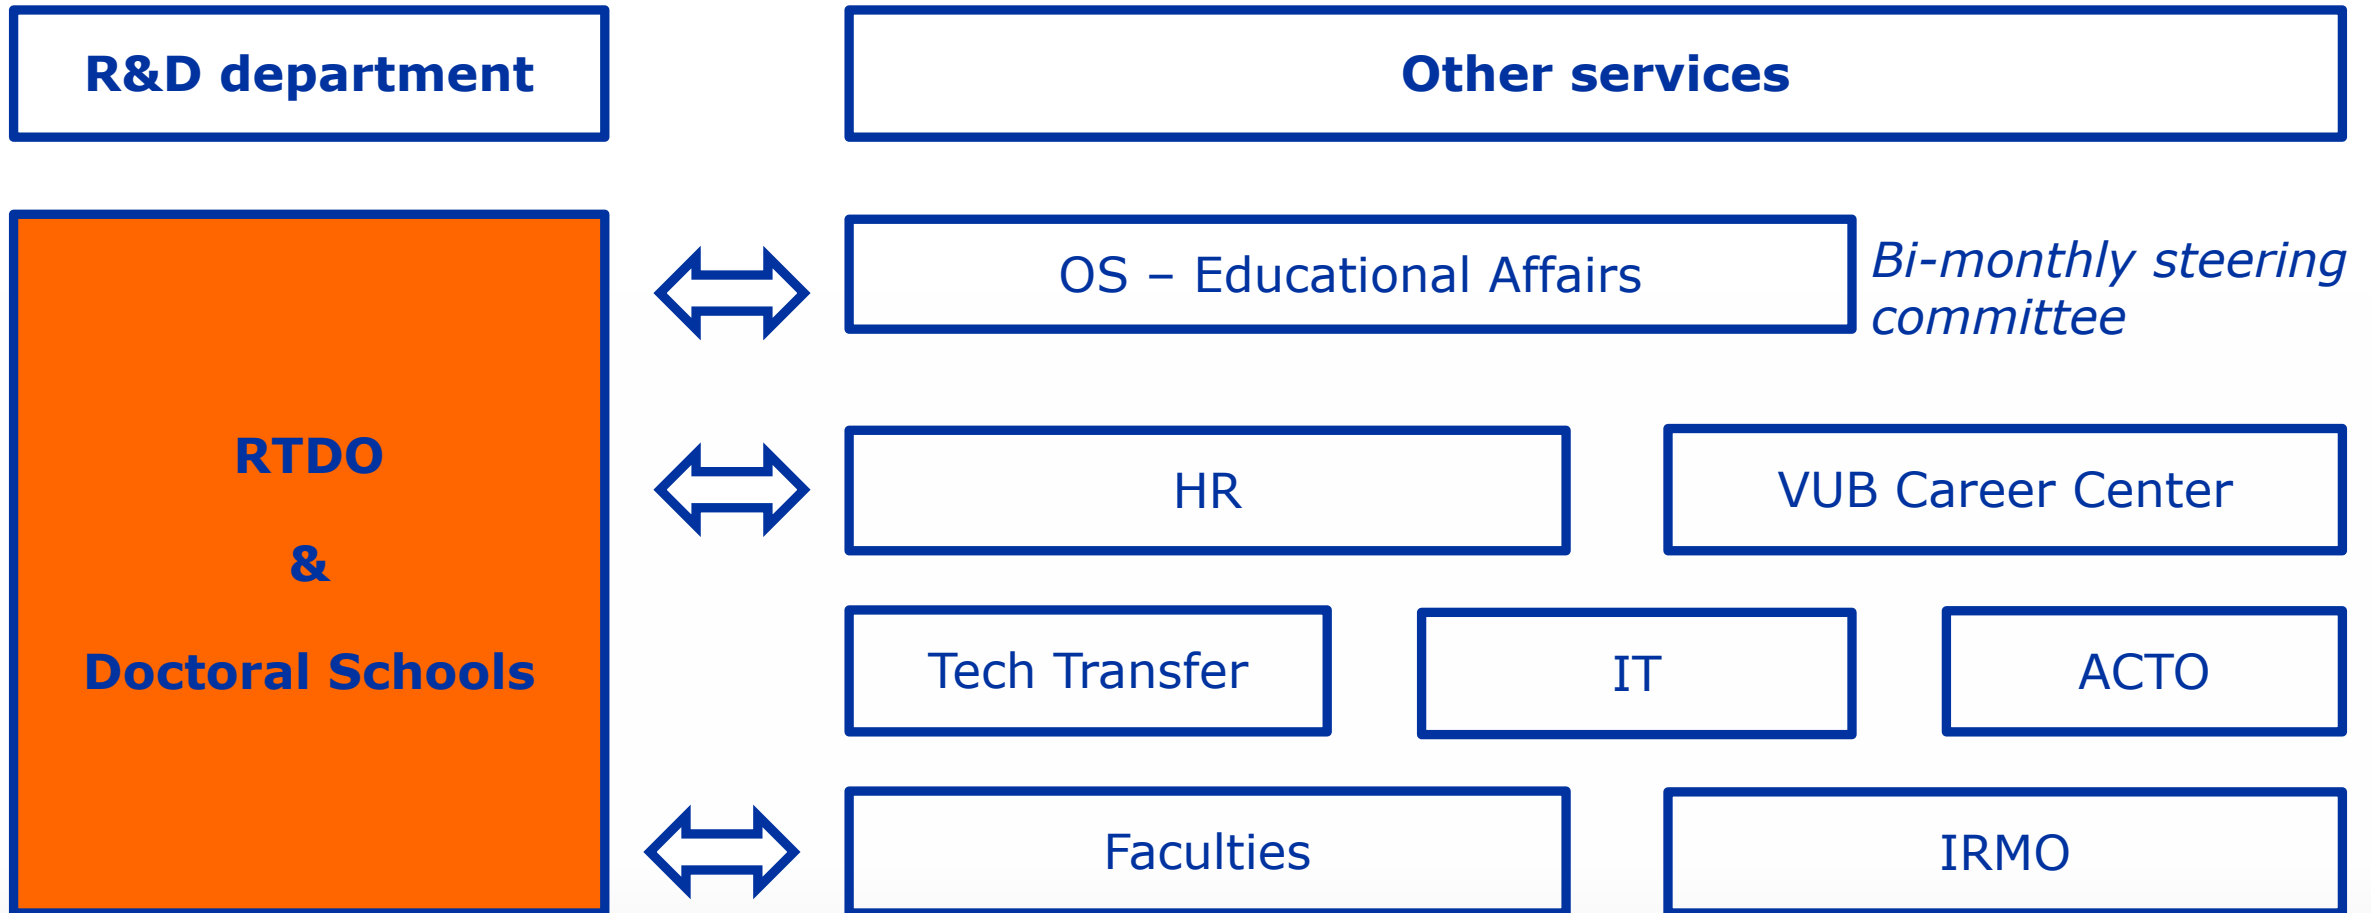 R&D department
Other services
OS – Educational Affairs
Bi-monthly steering
committee
RTDO
&
Doctoral Schools
HR
VUB Career Center
Tech Transfer
IT
ACTO
Faculties
IRMO